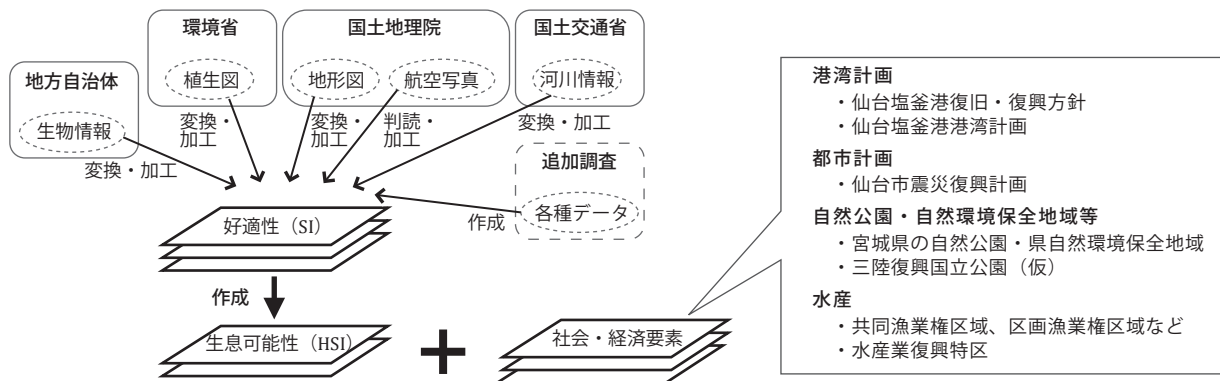 地方自治体
生物情報
環境省
植生図
国土地理院
地形図
航空写真
国土交通省
河川情報
変換・加工
変換・
加工
変換・
加工
判読・
加工
変換・加工
追加調査
各種データ
作成
好適性（SI）
作成
生息可能性（HSI）
社会・経済要素
港湾計画
・仙台塩釜港復旧・復興方針
・仙台塩釜港港湾計画
都市計画
・仙台市震災復興計画
自然公園・自然環境保全地域等
・宮城県の自然公園・県自然環境保全地域
・三陸復興国立公園（仮）
水産
・共同漁業権区域、区画漁業権区域など
・水産業復興特区